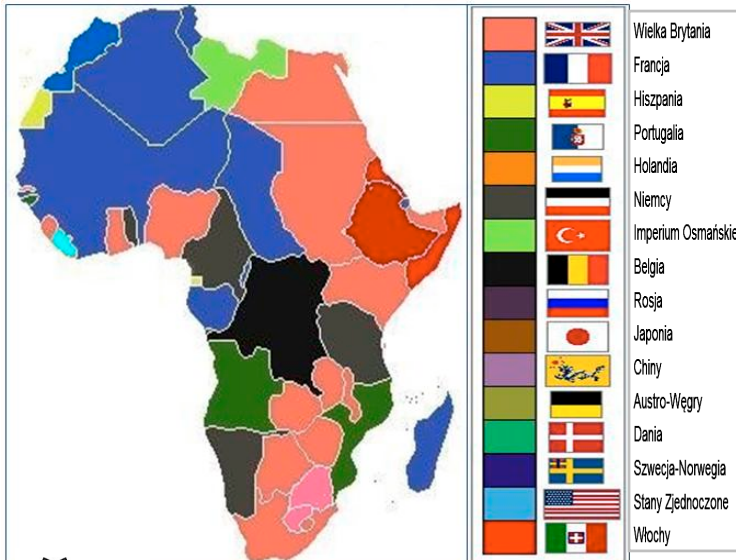 Wielka Brytania
Francja
Hiszpania
Portugalia
Holandia
Niemcy
Imperium Osmańskie
Belgia
Rosja
Japonia
Chiny
Austro-Węgry
Dania
Szwecja-Norwegia
Stany Zjednoczone
Włochy